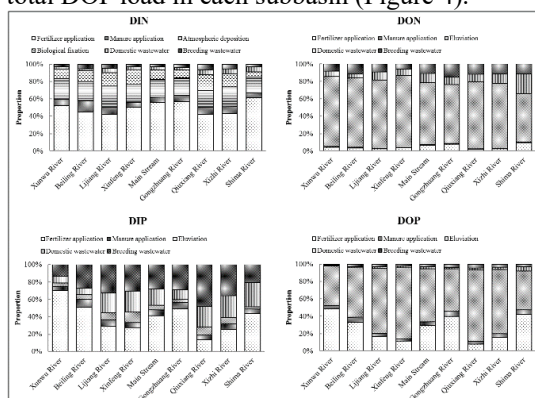 total DOP load in each subbasin (Figure 4).
DIN
Fertilizer application Manure application Atmospheric deposition
Biological fixation Domestic wastewater Breeding wastewater
Proportion
100%
80%
60%
40%
20%
0%
Xunwu River Beiling River Lijiang River Xinfeng River Main Stream Gongzhuang River Qiuxiang River Xizhi River Shima River
DON
Fertilizer application Manure application Eluviation
Domestic wastewater Breeding wastewater
Proportion
100%
80%
60%
40%
20%
0%
Xunwu River Beiling River Lijiang River Xinfeng River Main Stream Gongzhuang River Qiuxiang River Xizhi River Shima River
DIP
Fertilizer application Manure application Eluviation
Domestic wastewater Breeding wastewater
Proportion
100%
80%
60%
40%
20%
0%
Xunwu River Beiling River Lijiang River Xinfeng River Main Stream Gongzhuang River Qiuxiang River Xizhi River Shima River
DOP
Fertilizer application Manure application Eluviation
Domestic wastewater Breeding wastewater
Proportion
100%
80%
60%
40%
20%
0%
Xunwu River Beiling River Lijiang River Xinfeng River Main Stream Gongzhuang River Qiuxiang River Xizhi River Shima River